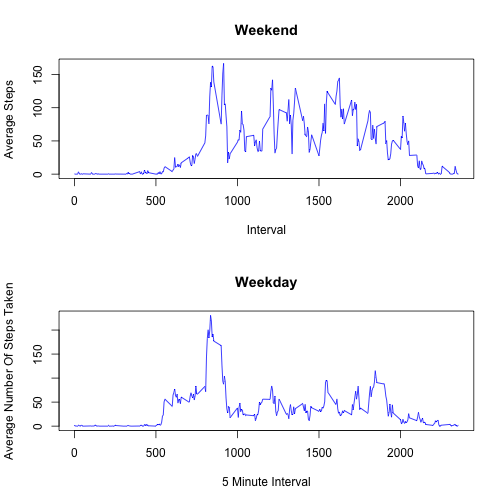 Weekend
Average Steps
150
100
50
0
0 500 1000 1500 2000
Interval
Weekday
Average Number Of Steps Taken
150
50
0
0 500 1000 1500 2000
5 Minute Interval